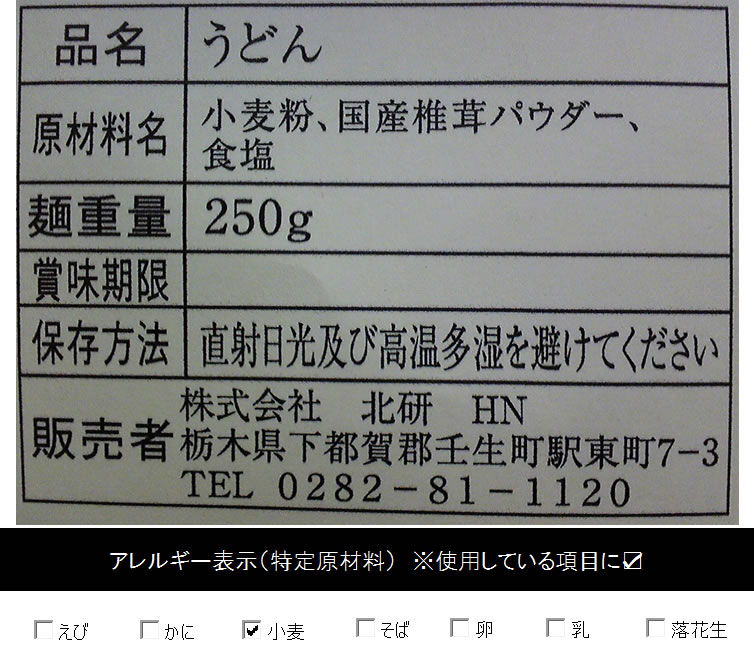 品名 うどん
原材料名 小麦粉、国産椎茸パウダー、
食塩
麺重量 250g
賞味期限
保存方法 直射日光及び高温多湿を避けてください
販売者 株式会社 北研 HN
栃木県下都賀郡壬生町駅東町7-3
TEL 0282-81-1120
アレルギー表示(特定原材料) ※使用している項目に☑
☐えび ☐かに ☑小麦 ☐そば ☐卵 ☐乳 ☐落花生